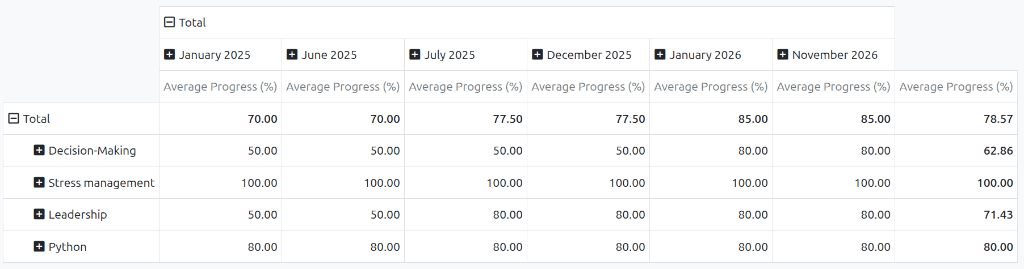 Total
January 2025 June 2025 July 2025 December 2025 January 2026 November 2026
Average Progress (%) Average Progress (%) Average Progress (%) Average Progress (%) Average Progress (%) Average Progress (%) Average Progress (%)
Total 70.00 70.00 77.50 77.50 85.00 85.00 78.57
Decision-Making 50.00 50.00 50.00 50.00 80.00 80.00 62.86
Stress management 100.00 100.00 100.00 100.00 100.00 100.00 100.00
Leadership 50.00 50.00 80.00 80.00 80.00 80.00 71.43
Python 80.00 80.00 80.00 80.00 80.00 80.00 80.00